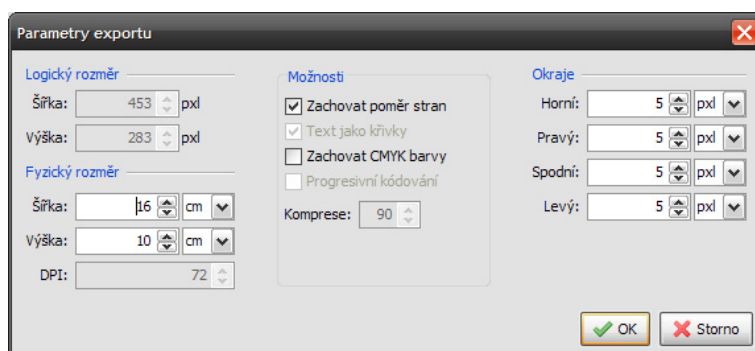 Parametry exportu
Logický rozměr
Šířka: 453 pxl
Výška: 283 pxl
Fyzický rozměr
Šířka: 16 cm
Výška: 10 cm
DPI: 72
Možnosti
Zachovat poměr stran
Text jako křivky
Zachovat CMYK barvy
Progresivní kódování
Komprese: 90
Okraje
Horní: 5 pxl
Pravý: 5 pxl
Spodní: 5 pxl
Levý: 5 pxl
OK
Storno